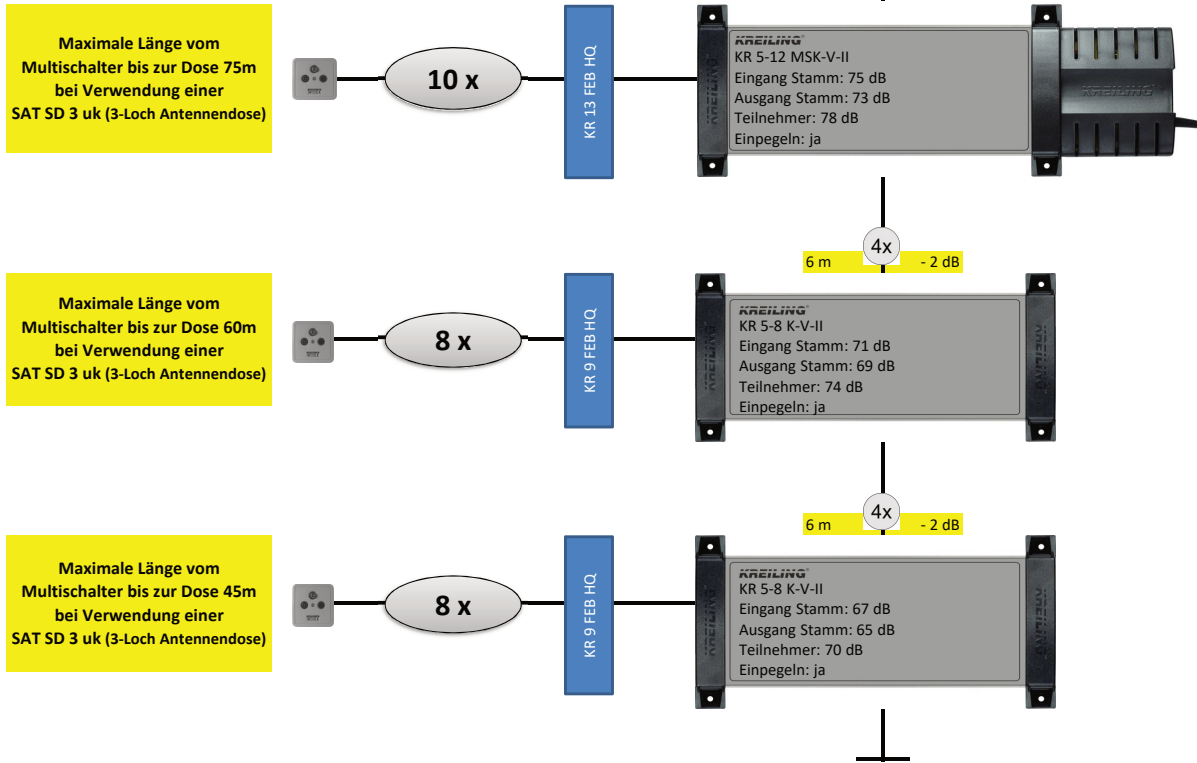 Maximale Länge vom
Multischalter bis zur Dose 75m
bei Verwendung einer
SAT SD 3 uk (3-Loch Antennendose)
10 x
KR 13 FEB HQ
KREILING
KREILING
KR 5-12 MSK-V-II
Eingang Stamm: 75 dB
Ausgang Stamm: 73 dB
Teilnehmer: 78 dB
Einpegeln: ja
KREILING
4x
6 m - 2 dB
Maximale Länge vom
Multischalter bis zur Dose 60m
bei Verwendung einer
SAT SD 3 uk (3-Loch Antennendose)
8 x
KR 9 FEB HQ
KREILING
KREILING
KR 5-8 K-V-II
Eingang Stamm: 71 dB
Ausgang Stamm: 69 dB
Teilnehmer: 74 dB
Einpegeln: ja
KREILING
4x
6 m - 2 dB
Maximale Länge vom
Multischalter bis zur Dose 45m
bei Verwendung einer
SAT SD 3 uk (3-Loch Antennendose)
8 x
KR 9 FEB HQ
KREILING
KREILING
KR 5-8 K-V-II
Eingang Stamm: 67 dB
Ausgang Stamm: 65 dB
Teilnehmer: 70 dB
Einpegeln: ja
KREILING